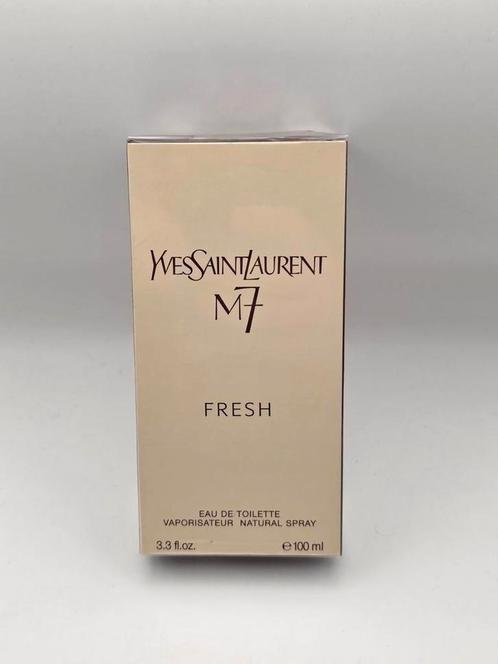 YVESSAINTLAURENT
M7
FRESH
EAU DE TOILETTE
VAPORISATEUR NATURAL SPRAY
3.3 fl.oz. ℮100 ml